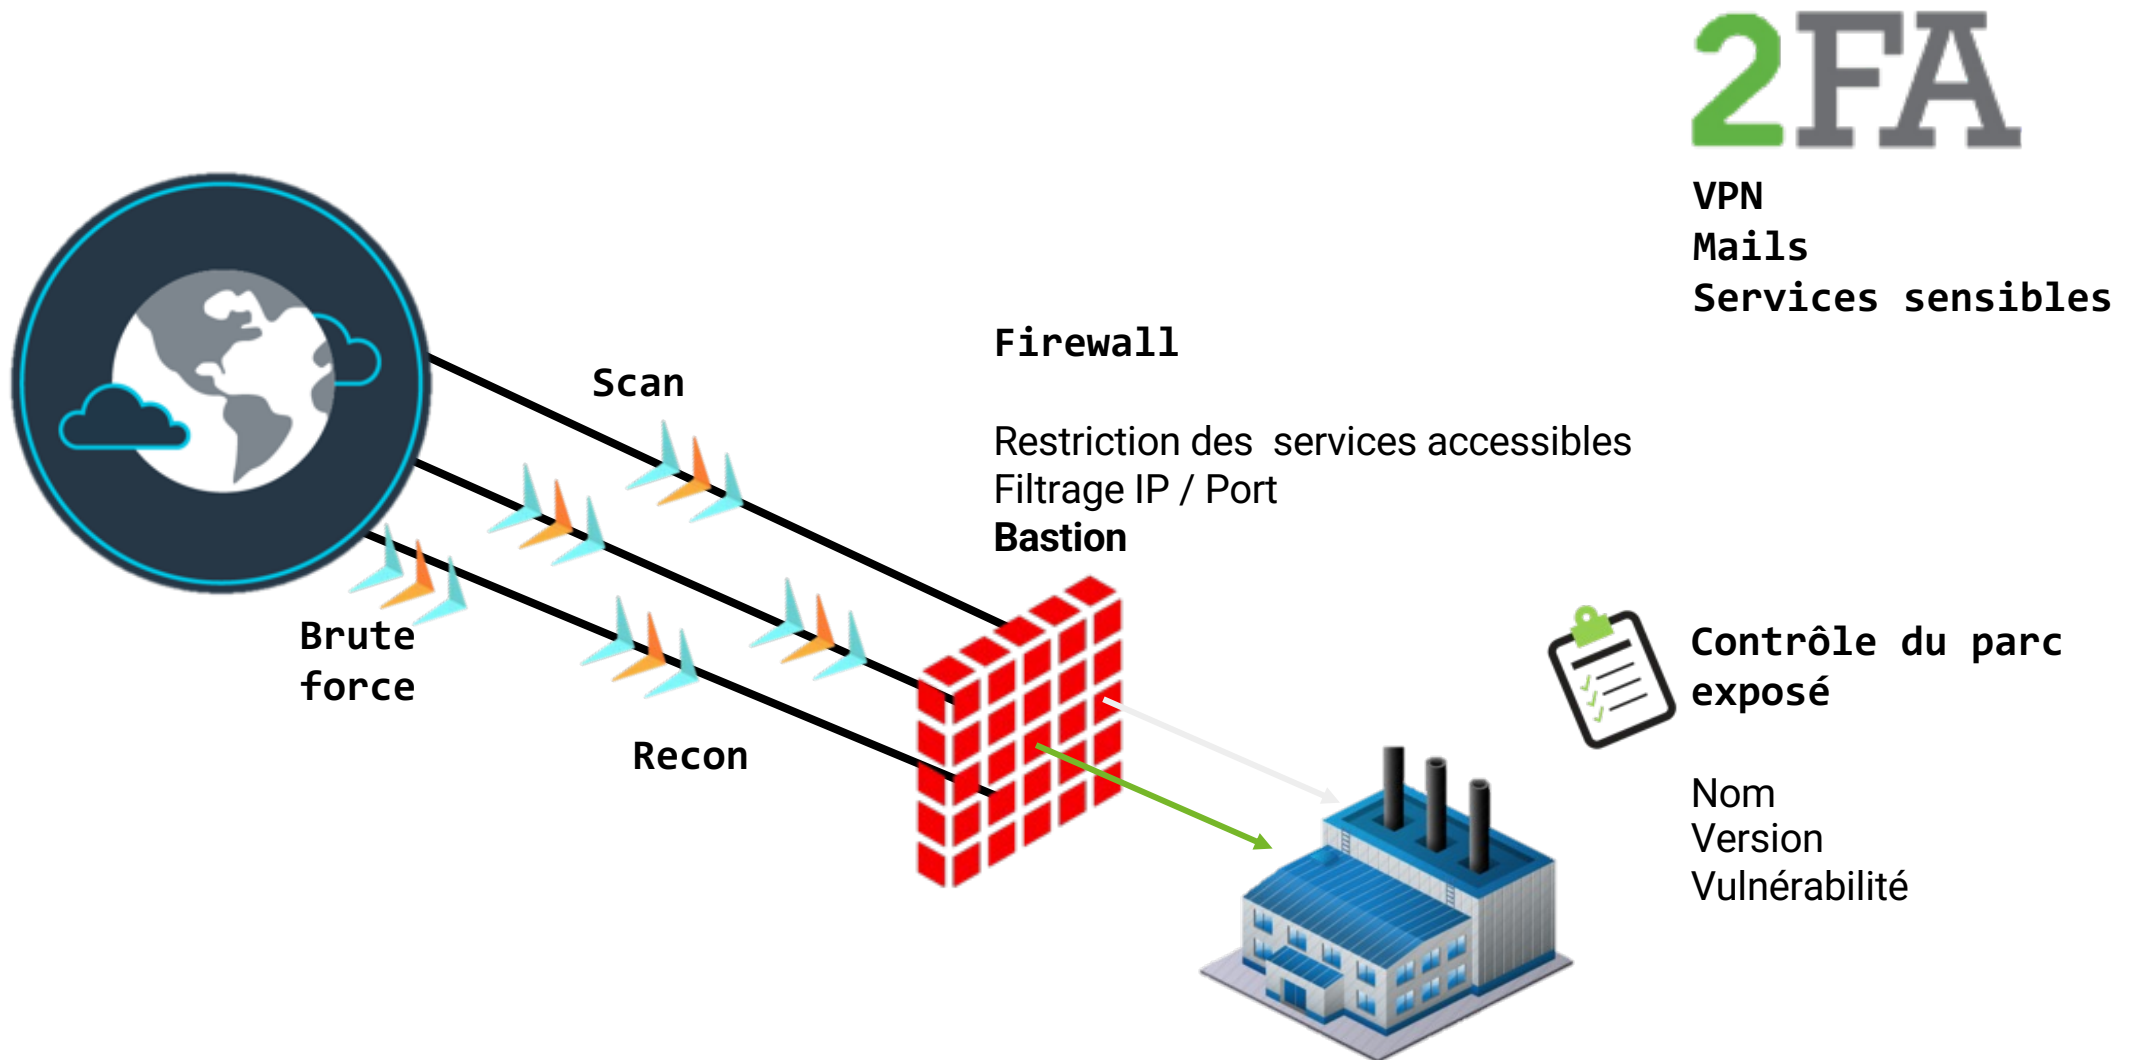 2FA
VPN
Mails
Services sensibles
Firewall
Scan
Restriction des  services accessibles
Filtrage IP / Port
Bastion
Brute
force
Recon
Contrôle du parc
exposé
Nom
Version
Vulnérabilité